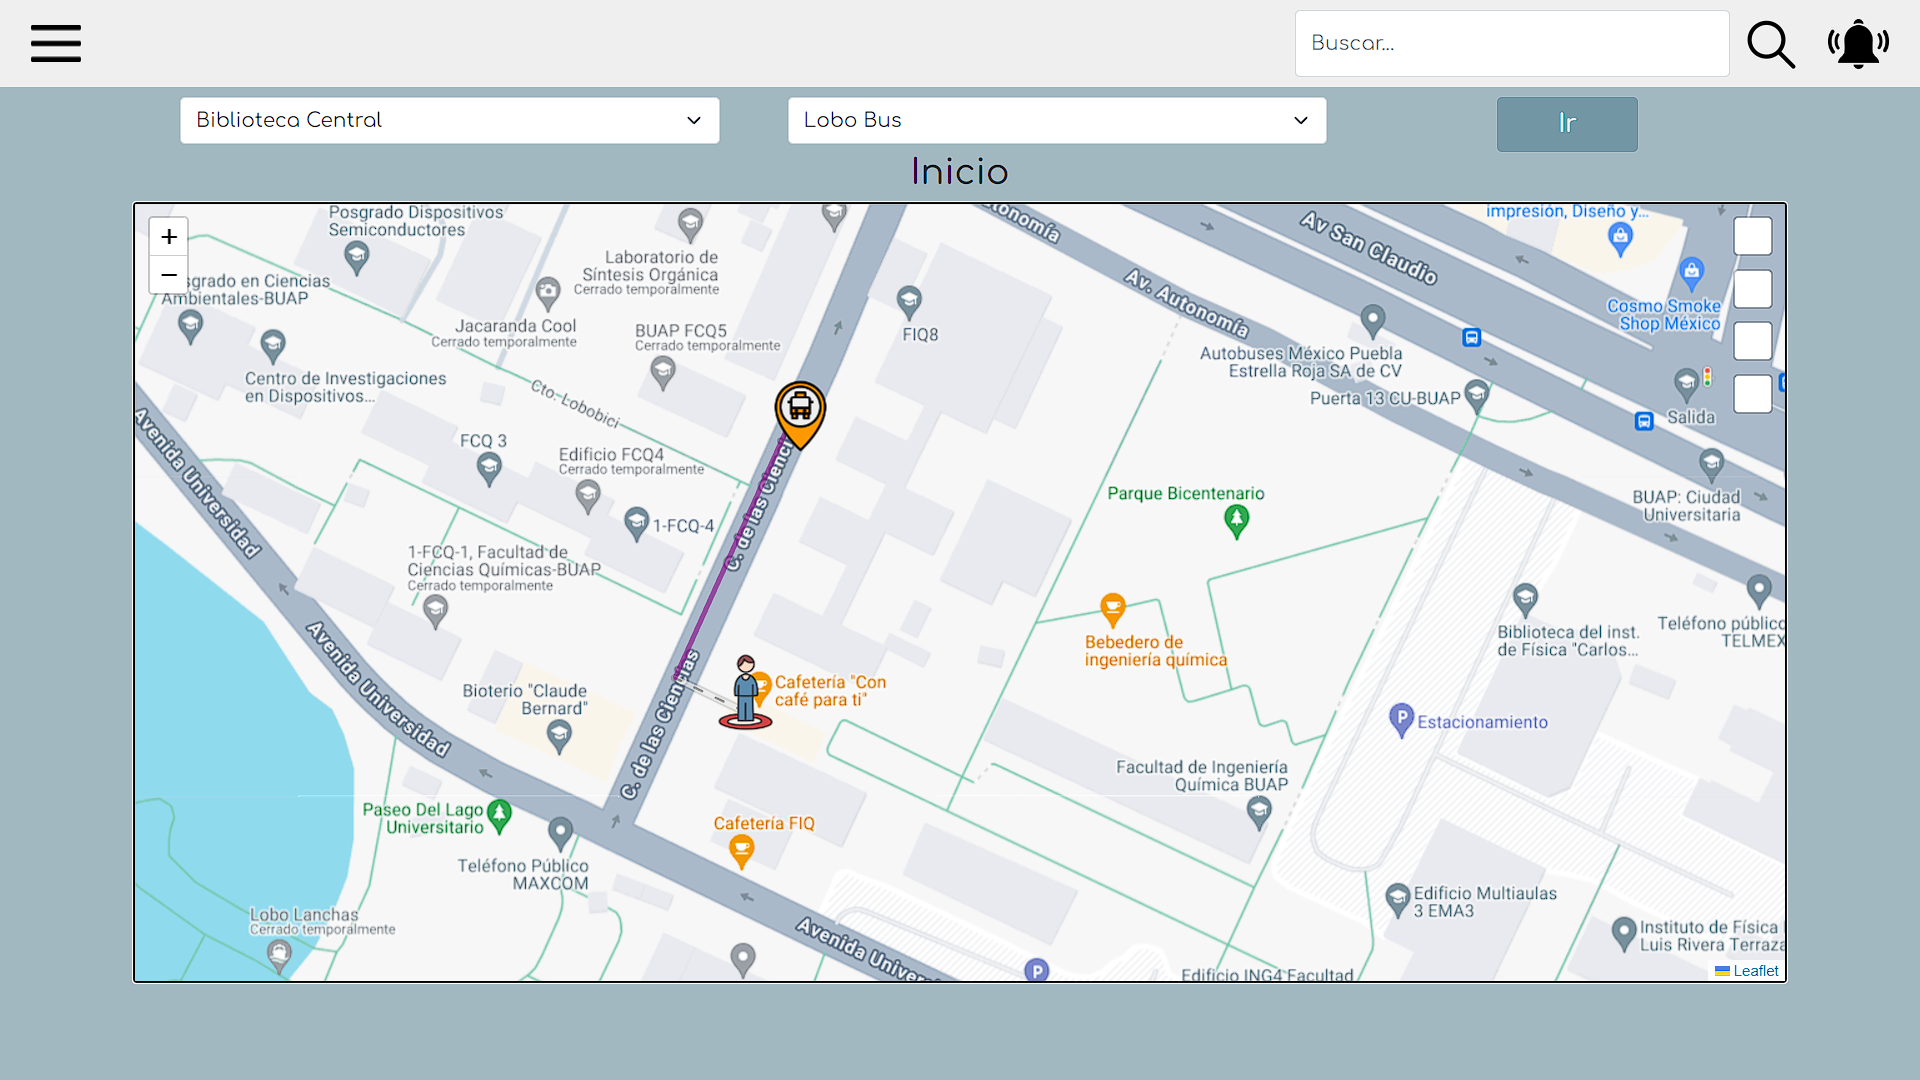 Buscar...
Biblioteca Central
Lobo Bus
Ir
Inicio
+
−
Posgrado Dispositivos
Semiconductores
sgrado en Ciencias
Ambientales-BUAP
Laboratorio de
Síntesis Orgánica
Cerrado temporalmente
Jacaranda Cool
Cerrado temporalmente
BUAP FCQ5
Cerrado temporalmente
FIQ8
Centro de Investigaciones
en Dispositivos...
Cto. Lobobici
Av. Autonomía
Av San Claudio
impresión, Diseño y...
Cosmo Smoke
Shop México
Autobuses México Puebla
Estrella Roja SA de CV
Puerta 13 CU-BUAP
Salida
BUAP: Ciudad
Universitaria
FCQ 3
Edificio FCQ4
Cerrado temporalmente
1-FCQ-4
1-FCQ-1, Facultad de
Ciencias Químicas-BUAP
Cerrado temporalmente
Avenida Universidad
Avenida Universidad
C. de las Cienci
C. de las Ciencias
Parque Bicentenario
Bebedero de
ingeniería química
Biblioteca del inst.
de Física "Carlos...
Teléfono público
TELMEX
Bioterio "Claude
Bernard"
Cafetería "Con
café para ti"
P
Estacionamiento
Facultad de Ingeniería
Química BUAP
Paseo Del Lago
Universitario
Cafetería FIQ
Teléfono Público
MAXCOM
Edificio Multiaulas
3 EMA3
Lobo Lanchas
Cerrado temporalmente
Avenida Univer
Instituto de Física
Luis Rivera Terraza
P
Edificio ING4 Facultad
Leaflet